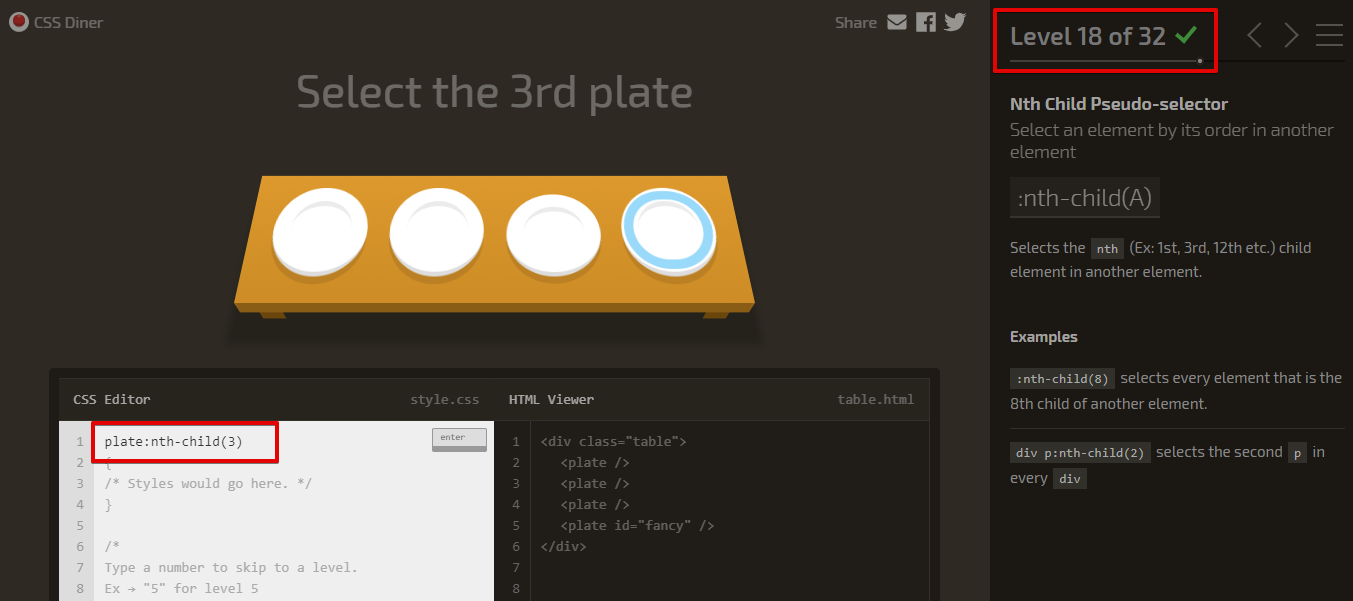 CSS Diner
Share
Select the 3rd plate
CSS Editor
style.css
HTML Viewer
table.html
1 plate:nth-child(3)
enter
2 {
3 /* Styles would go here. */
4 }
5
6 /*
7 Type a number to skip to a level.
8 Ex → "5" for level 5
1 <div class="table">
2 <plate />
3 <plate />
4 <plate />
5 <plate id="fancy" />
6 </div>
7
8
Level 18 of 32
Nth Child Pseudo-selector
Select an element by its order in another
element
:nth-child(A)
Selects the nth (Ex: 1st, 3rd, 12th etc.) child
element in another element.
Examples
:nth-child(8) selects every element that is the
8th child of another element.
div p:nth-child(2) selects the second p in
every div